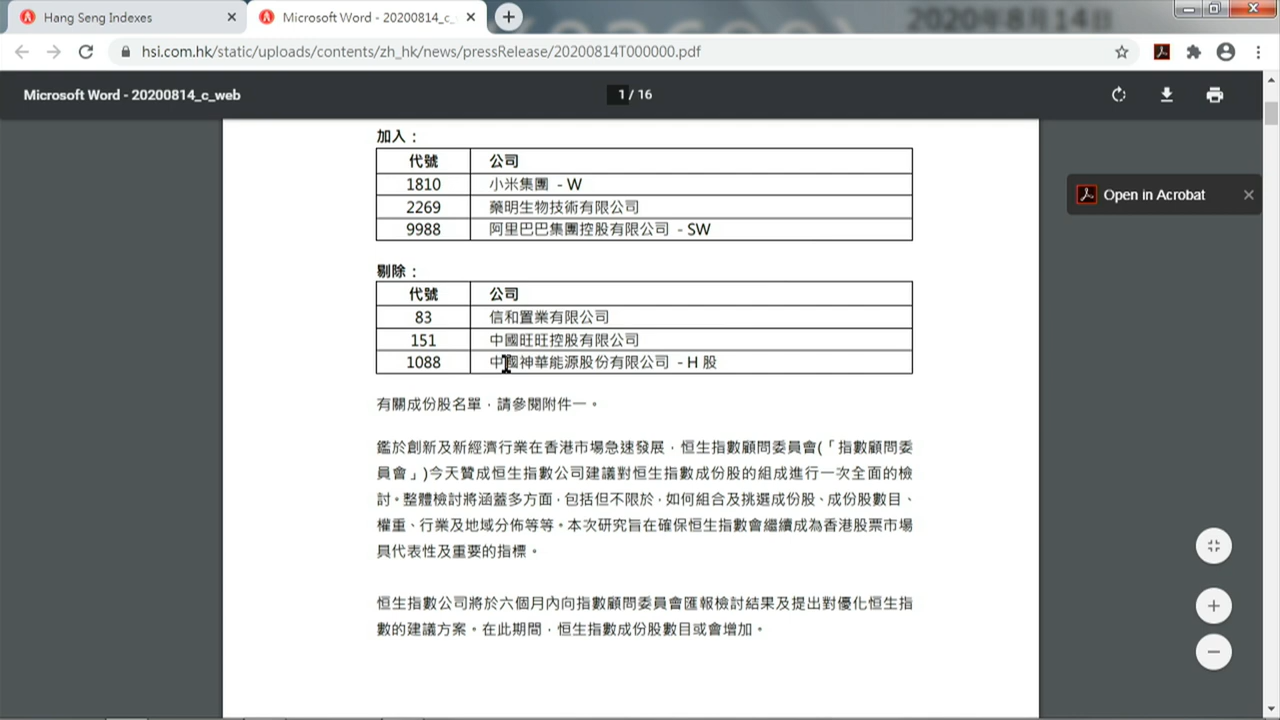 Hang Seng Indexes
Microsoft Word - 20200814_c_
2020年8月14日
hsi.com.hk/static/uploads/contents/zh_hk/news/pressRelease/20200814T000000.pdf
Microsoft Word - 20200814_c_web
1 / 16
Open in Acrobat
加入：
代號 公司
1810 小米集團 - W
2269 藥明生物技術有限公司
9988 阿里巴巴集團控股有限公司 - SW
剔除：
代號 公司
83 信和置業有限公司
151 中國旺旺控股有限公司
1088 中國神華能源股份有限公司 - H 股
有關成份股名單，請參閱附件一。
鑑於創新及新經濟行業在香港市場急速發展，恒生指數顧問委員會(「指數顧問委
員會」)今天贊成恒生指數公司建議對恒生指數成份股的組成進行一次全面的檢
討。整體檢討將涵蓋多方面，包括但不限於，如何組合及挑選成份股、成份股數目、
權重、行業及地域分佈等等。本次研究旨在確保恒生指數會繼續成為香港股票市場
具代表性及重要的指標。
恒生指數公司將於六個月內向指數顧問委員會匯報檢討結果及提出對優化恒生指
數的建議方案。在此期間，恒生指數成份股數目或會增加。